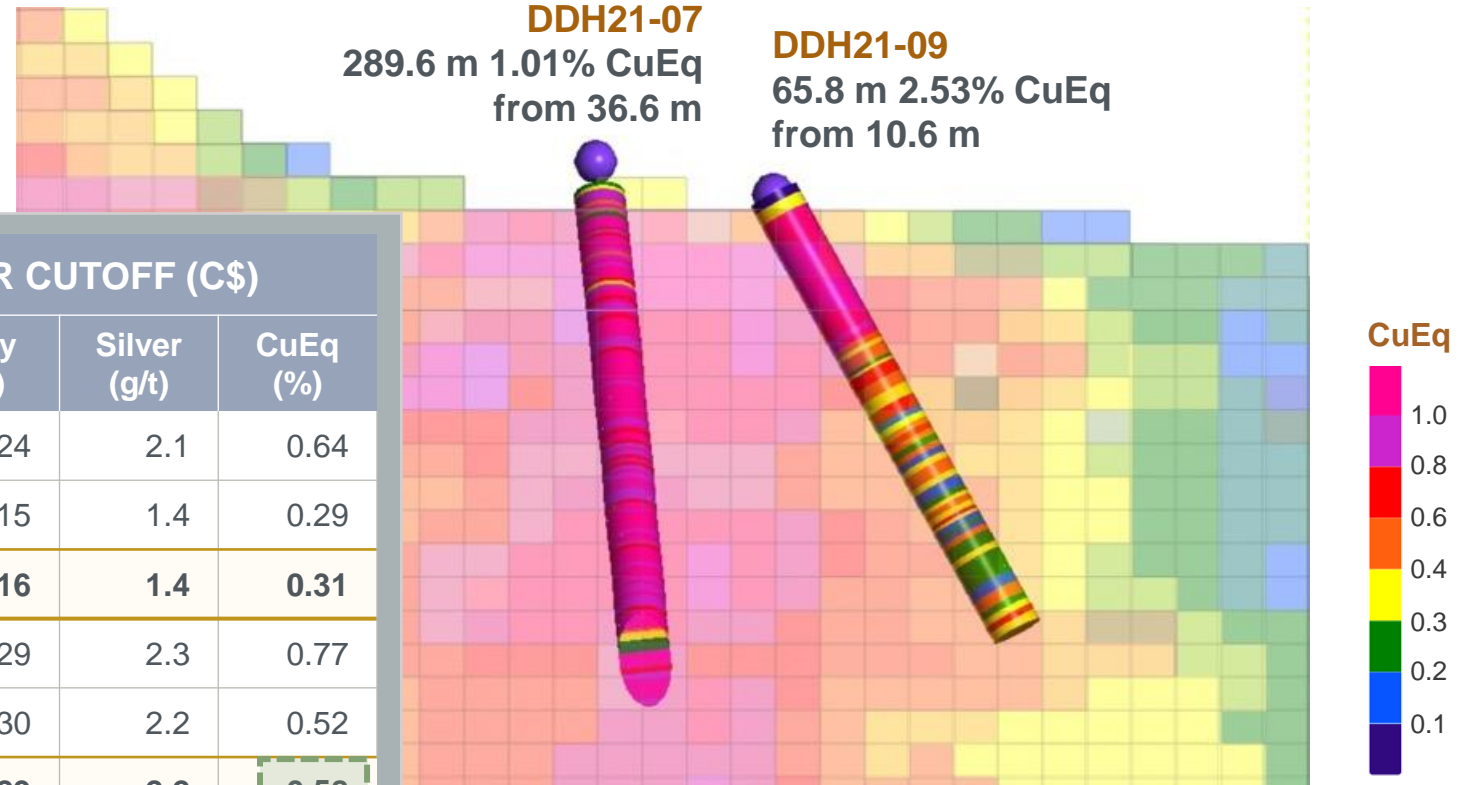 DDH21-07
289.6 m 1.01% CuEq
from 36.6 m
DDH21-09
65.8 m 2.53% CuEq
from 10.6 m
R CUTOFF (C$)
y
)
Silver
(g/t)
CuEq
(%)
24 2.1 0.64
15 1.4 0.29
16 1.4 0.31
29 2.3 0.77
30 2.2 0.52
CuEq
1.0
0.8
0.6
0.4
0.3
0.2
0.1